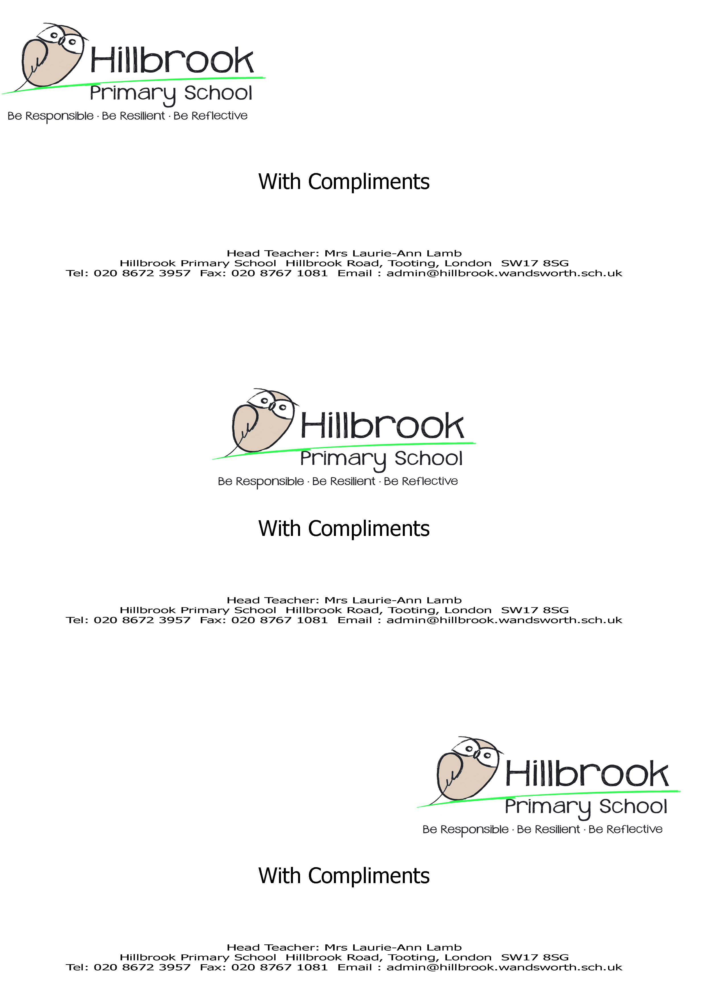 Hillbrook
Primary School
Be Responsible · Be Resilient · Be Reflective
With Compliments
Head Teacher: Mrs Laurie-Ann Lamb
Hillbrook Primary School  Hillbrook Road, Tooting, London  SW17 8SG
Tel: 020 8672 3957  Fax: 020 8767 1081  Email : admin@hillbrook.wandsworth.sch.uk
Hillbrook
Primary School
Be Responsible · Be Resilient · Be Reflective
With Compliments
Head Teacher: Mrs Laurie-Ann Lamb
Hillbrook Primary School  Hillbrook Road, Tooting, London  SW17 8SG
Tel: 020 8672 3957  Fax: 020 8767 1081  Email : admin@hillbrook.wandsworth.sch.uk
Hillbrook
Primary School
Be Responsible · Be Resilient · Be Reflective
With Compliments
Head Teacher: Mrs Laurie-Ann Lamb
Hillbrook Primary School  Hillbrook Road, Tooting, London  SW17 8SG
Tel: 020 8672 3957  Fax: 020 8767 1081  Email : admin@hillbrook.wandsworth.sch.uk